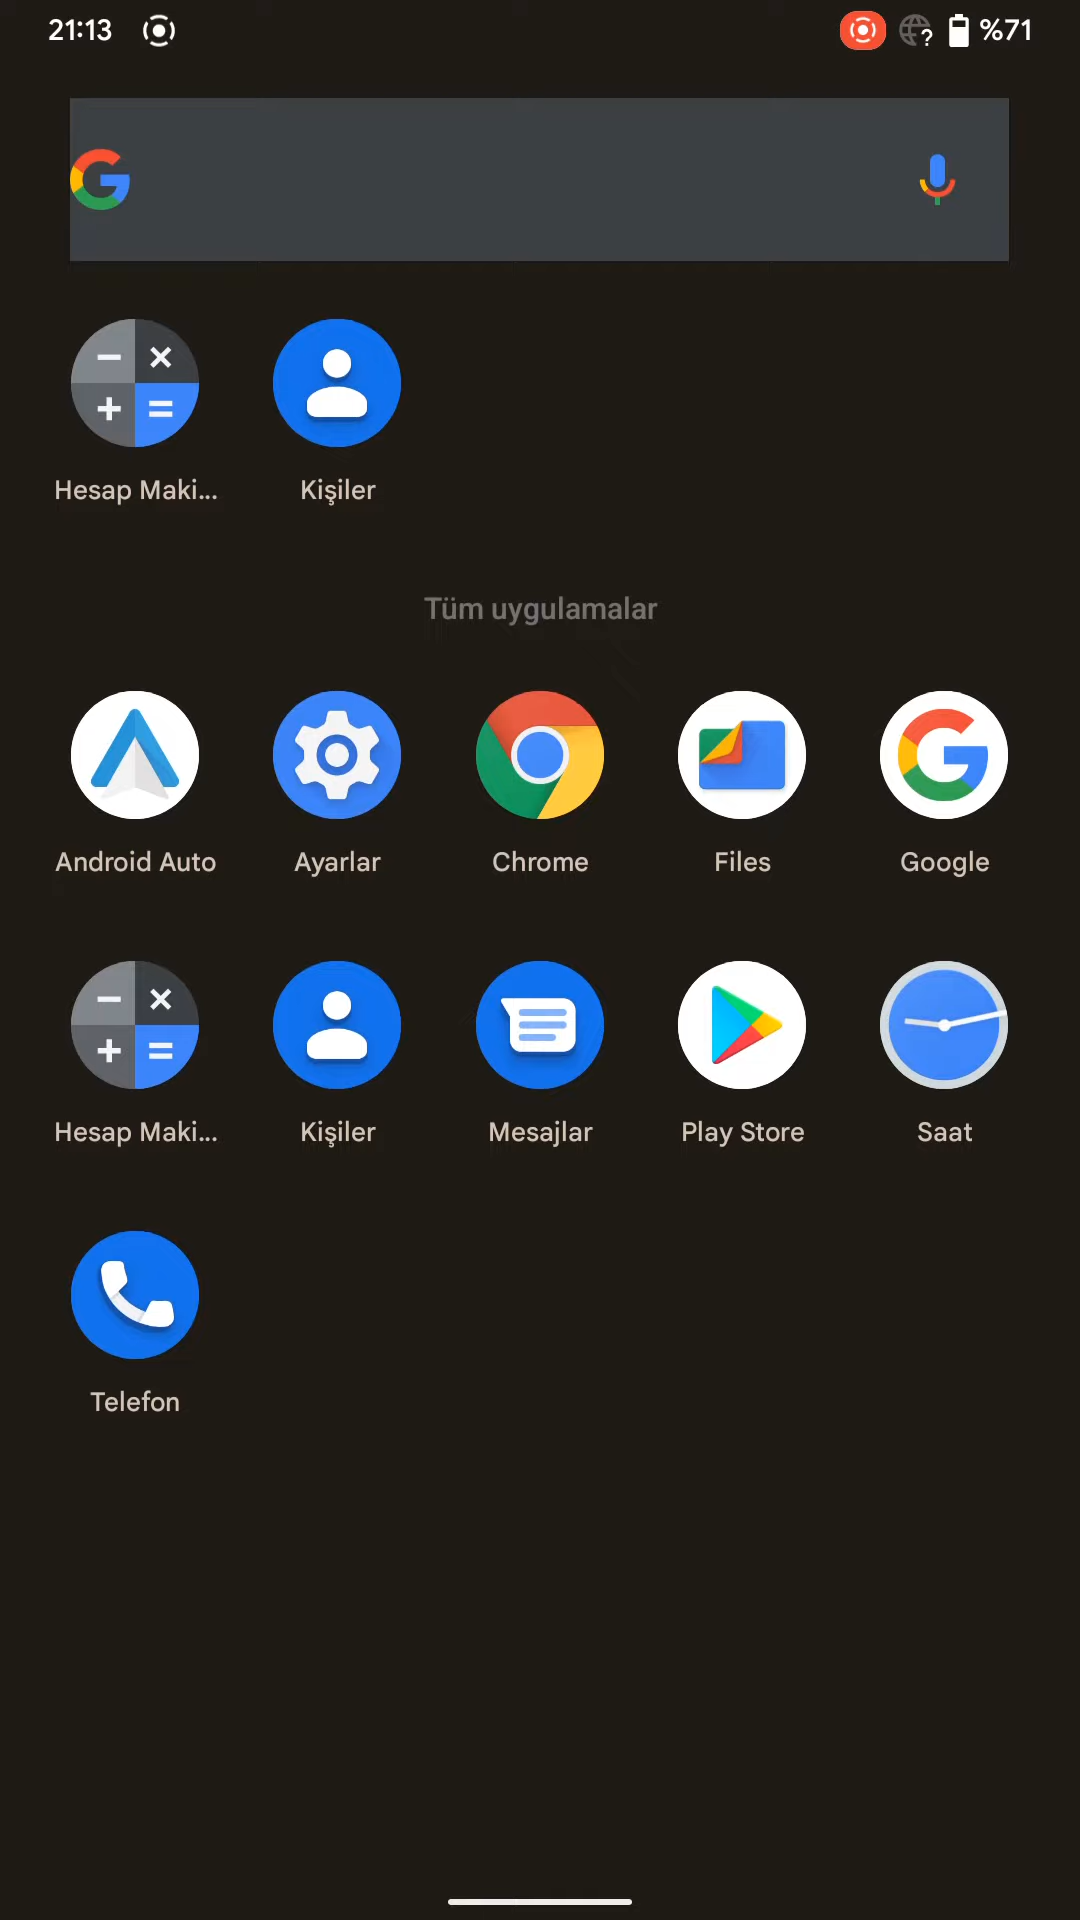 21:13
%71
Hesap Maki...
Kişiler
Tüm uygulamalar
Android Auto
Ayarlar
Chrome
Files
Google
Hesap Maki...
Kişiler
Mesajlar
Play Store
Saat
Telefon